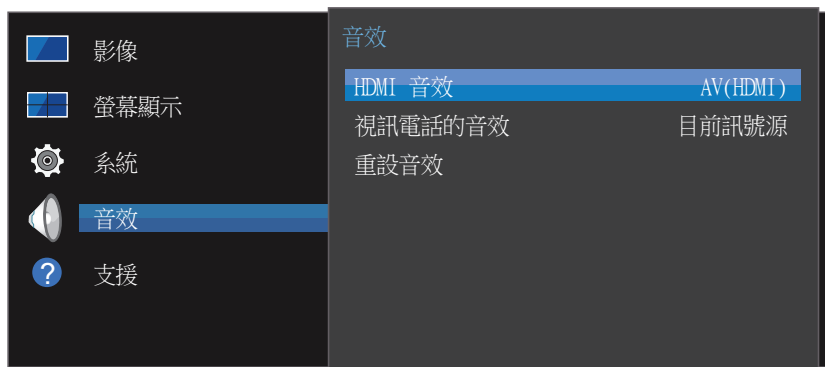 影像
螢幕顯示
系統
音效
支援
音效
HDMI 音效 AV(HDMI)
視訊電話的音效 目前訊號源
重設音效